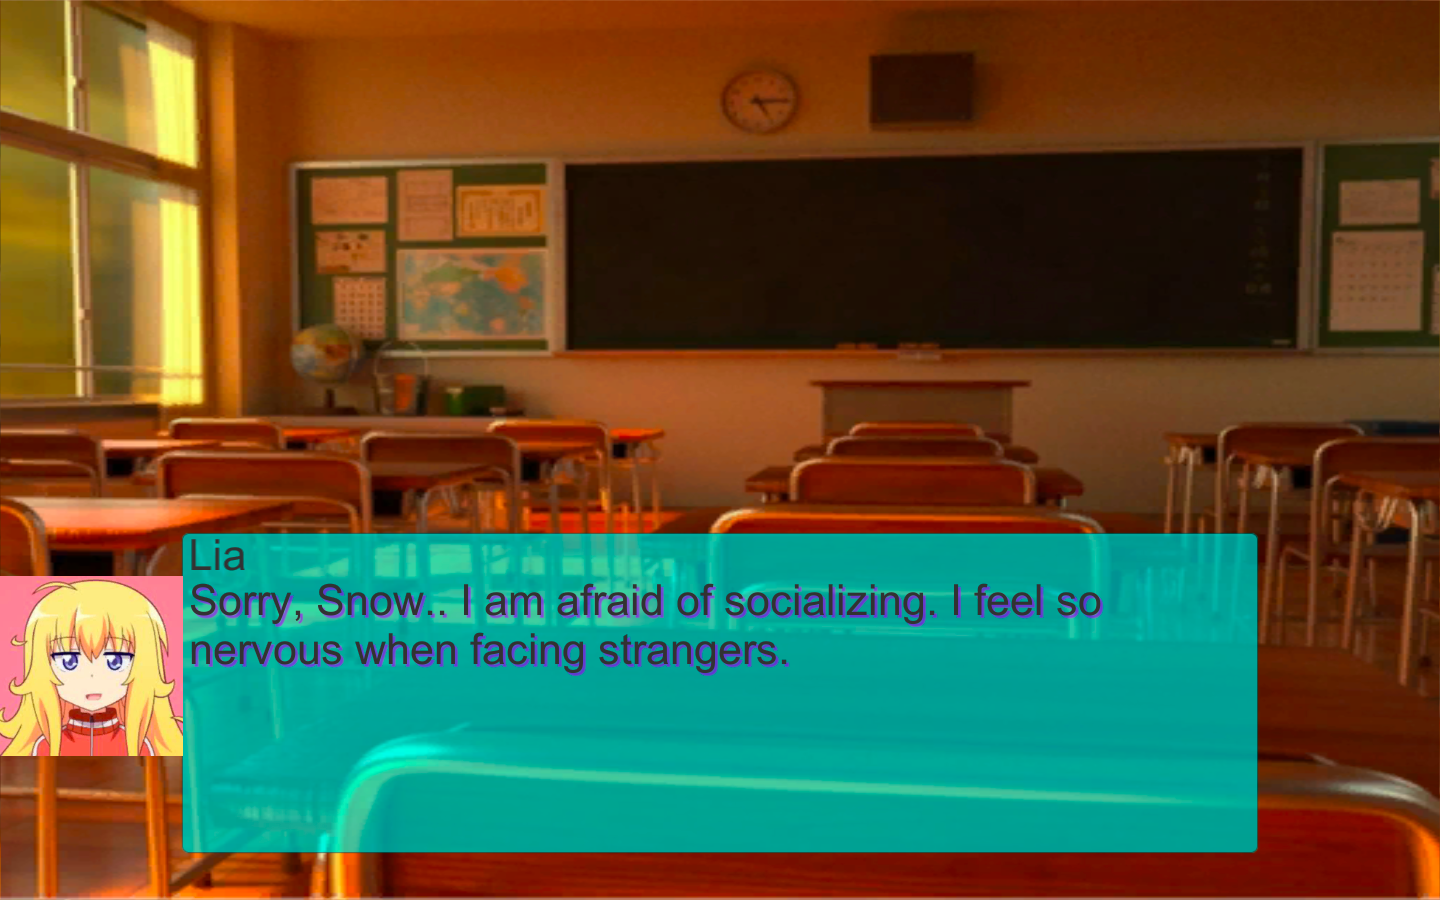 Lia
Sorry, Snow.. I am afraid of socializing. I feel so
nervous when facing strangers.